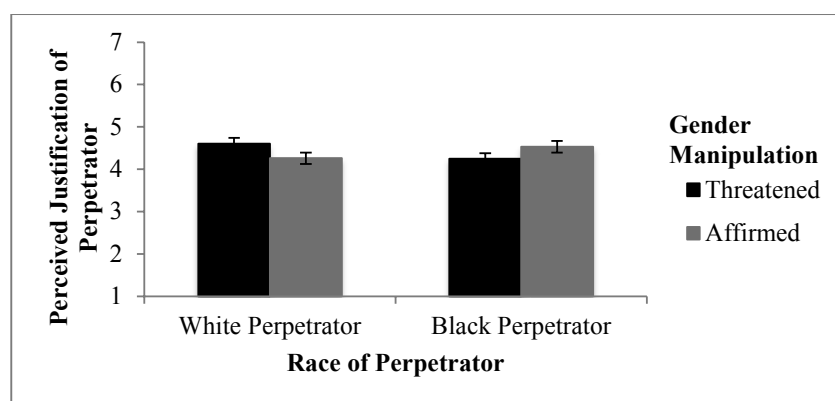 Perceived Justification of
Perpetrator
7
6
5
4
3
2
1
White Perpetrator
Black Perpetrator
Race of Perpetrator
Gender
Manipulation
Threatened
Affirmed